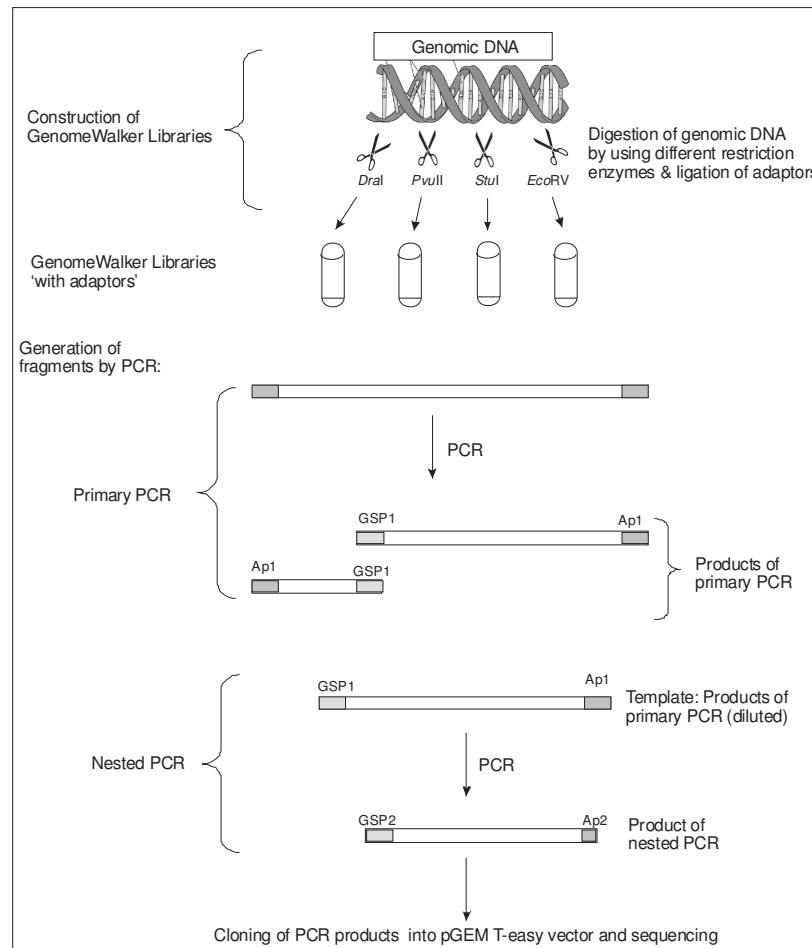 Genomic DNA
Construction of
GenomeWalker Libraries
Digestion of genomic DNA
by using different restriction
enzymes & ligation of adaptors
DraI
PvuII
StuI
EcoRV
GenomeWalker Libraries
‘with adaptors’
Generation of
fragments by PCR:
PCR
Primary PCR
GSP1
Ap1
Ap1
GSP1
Products of
primary PCR
GSP1
Ap1
Template: Products of
primary PCR (diluted)
Nested PCR
PCR
GSP2
Ap2
Product of
nested PCR
Cloning of PCR products into pGEM T-easy vector and sequencing